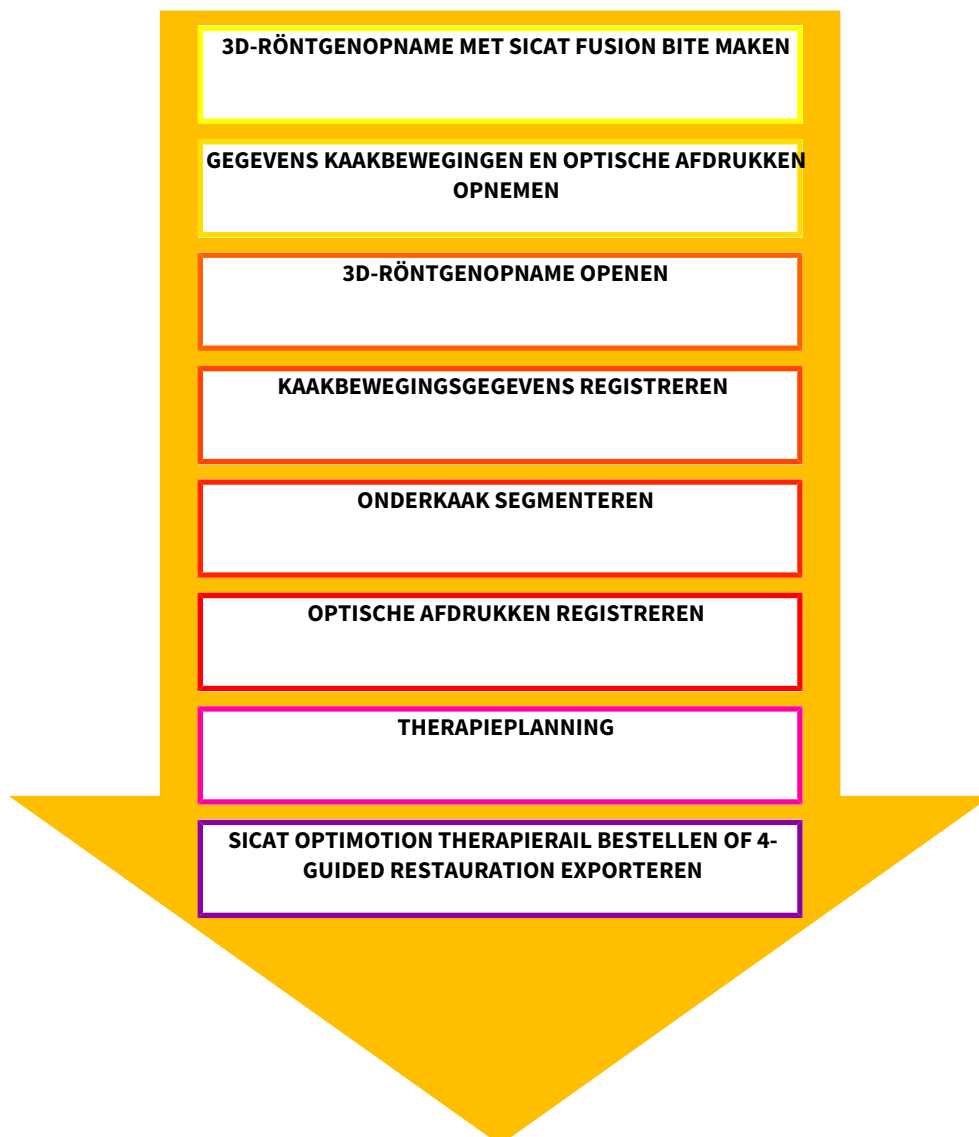 3D-RÖNTGENOPNAME MET SICAT FUSION BITE MAKEN
GEGEVENS KAAKBEWEGINGEN EN OPTISCHE AFDRUKKEN
OPNEMEN
3D-RÖNTGENOPNAME OPENEN
KAAKBEWEGINGSGEGEVENS REGISTREREN
ONDERKAAK SEGMENTEREN
OPTISCHE AFDRUKKEN REGISTREREN
THERAPIEPLANNING
SICAT OPTIMOTION THERAPIERAIL BESTELLEN OF 4-
GUIDED RESTAURATION EXPORTEREN